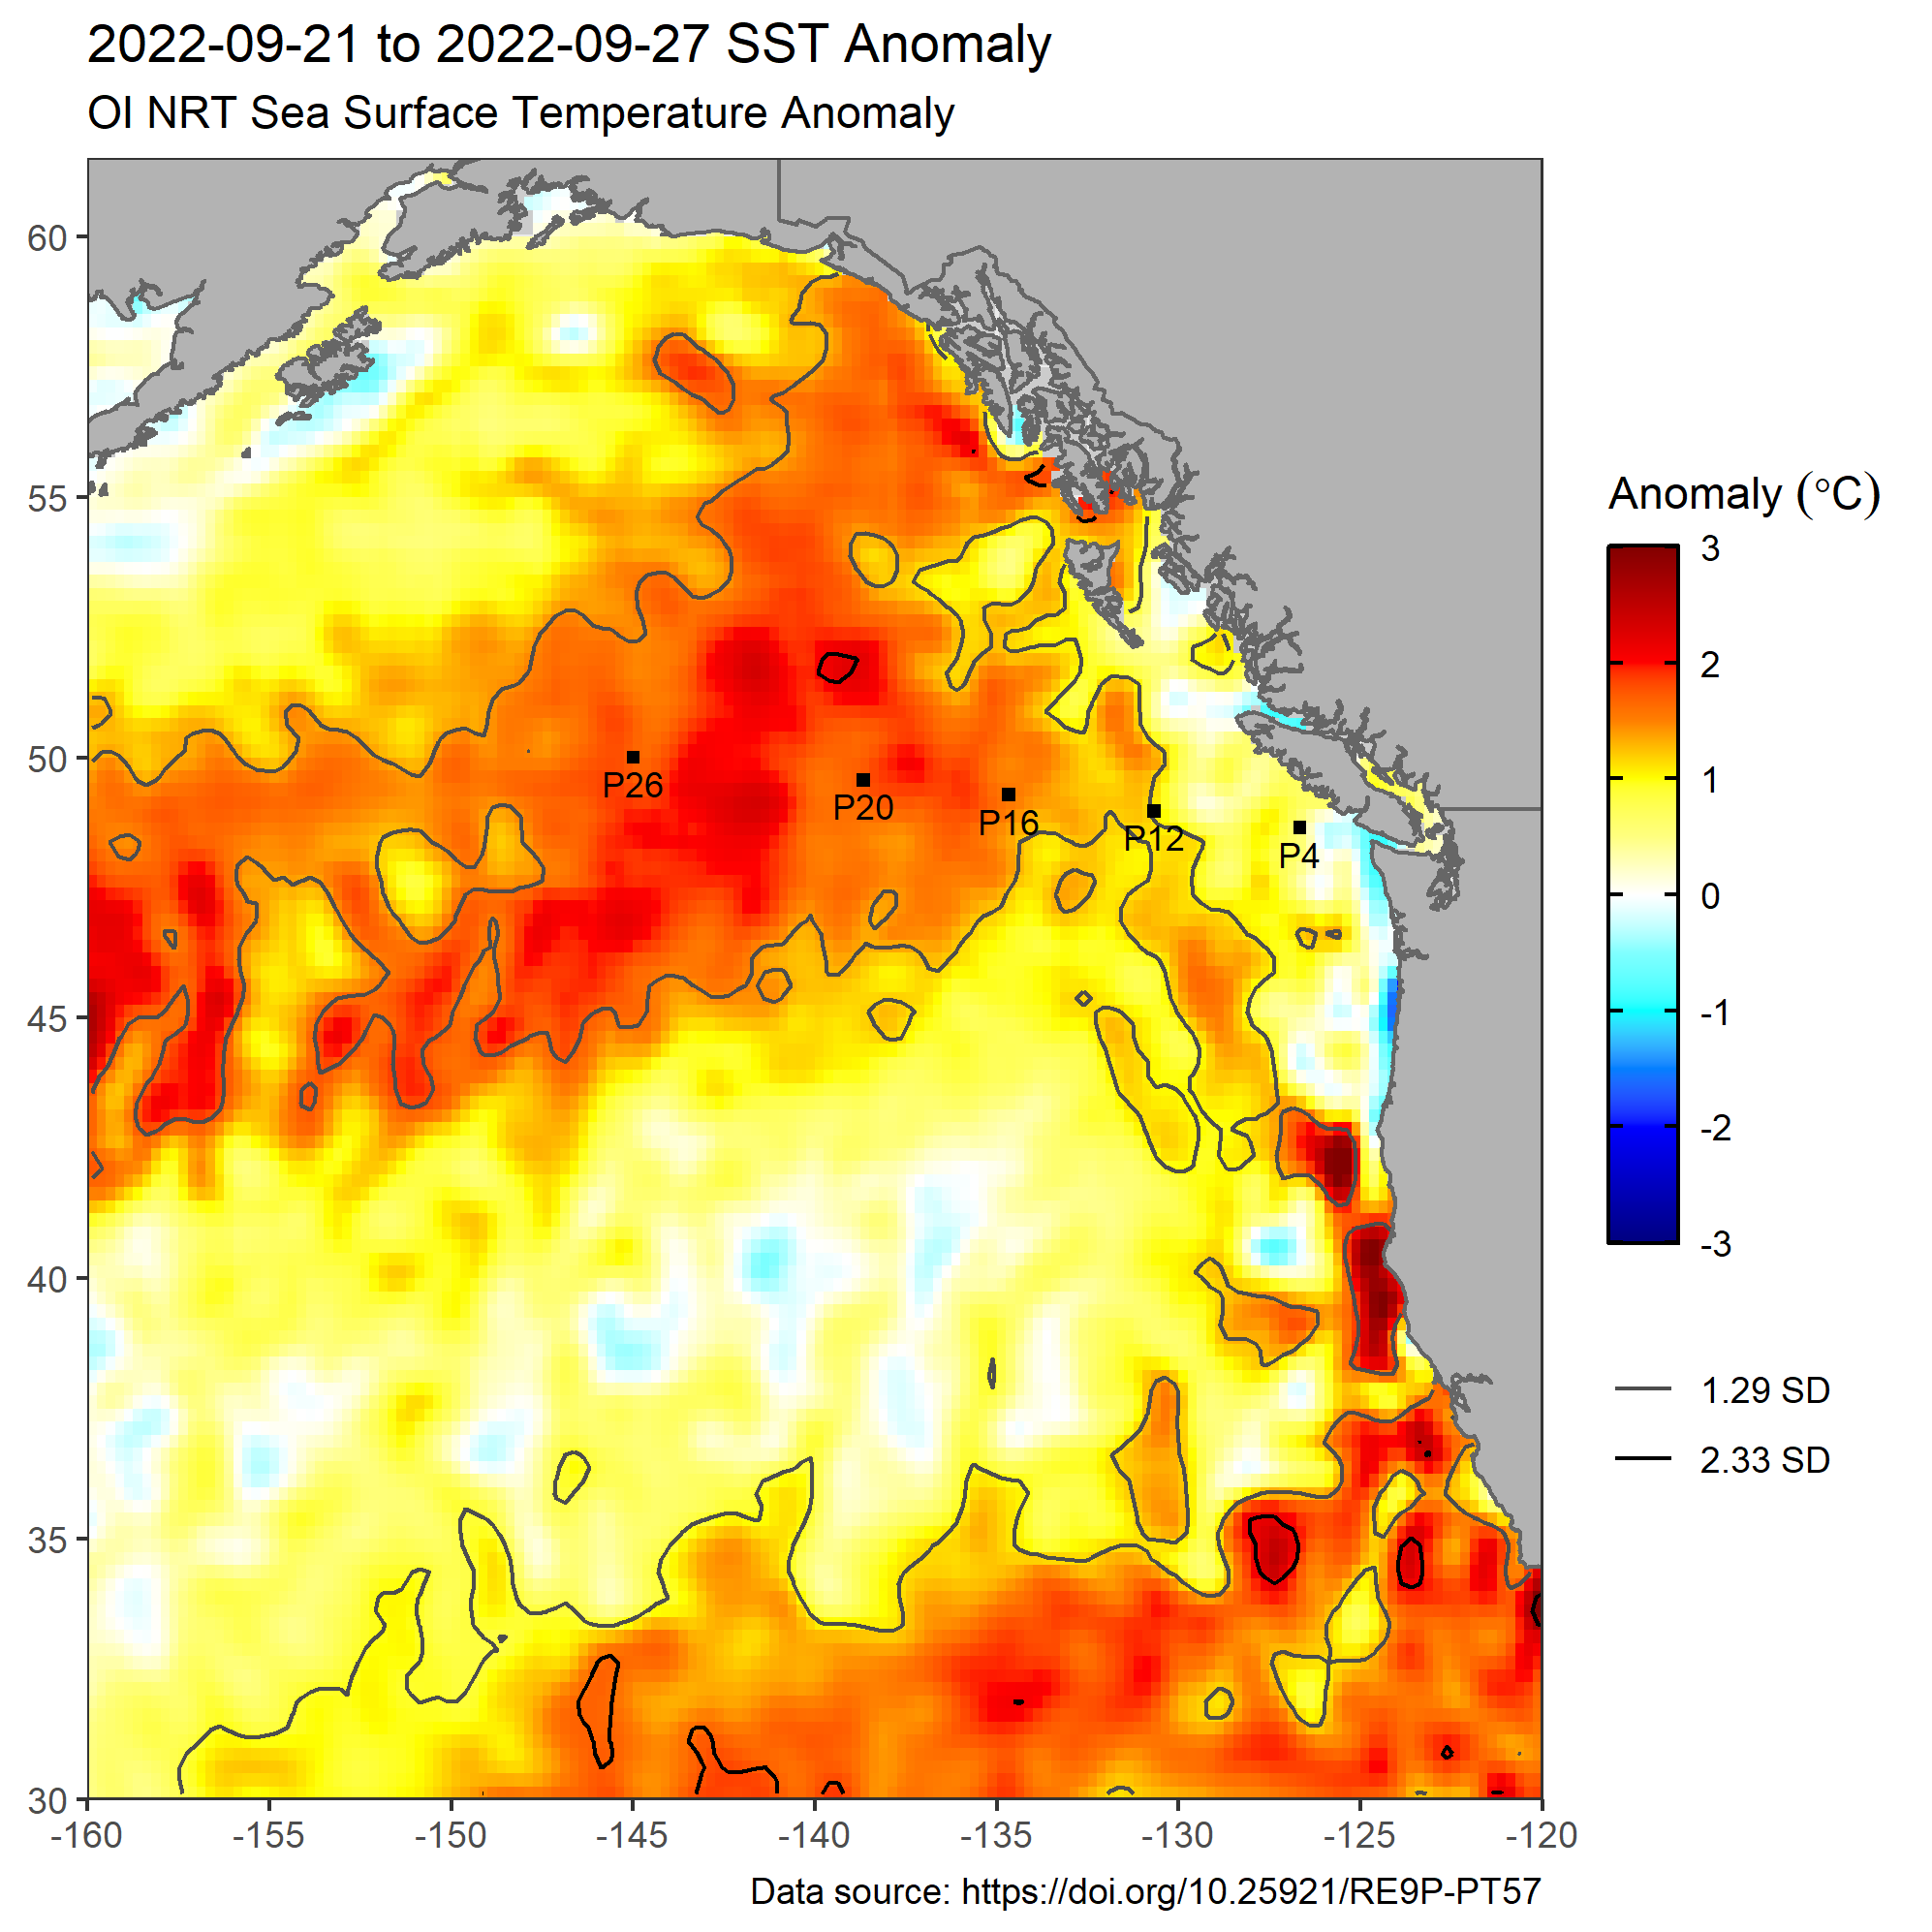 2022-09-21 to 2022-09-27 SST Anomaly
OI NRT Sea Surface Temperature Anomaly
60
55
50
45
40
35
30
-160
-155
-150
-145
-140
-135
-130
-125
-120
P26
P20
P16
P12
P4
Anomaly (°C)
3
2
1
0
-1
-2
-3
1.29 SD
2.33 SD
Data source: https://doi.org/10.25921/RE9P-PT57